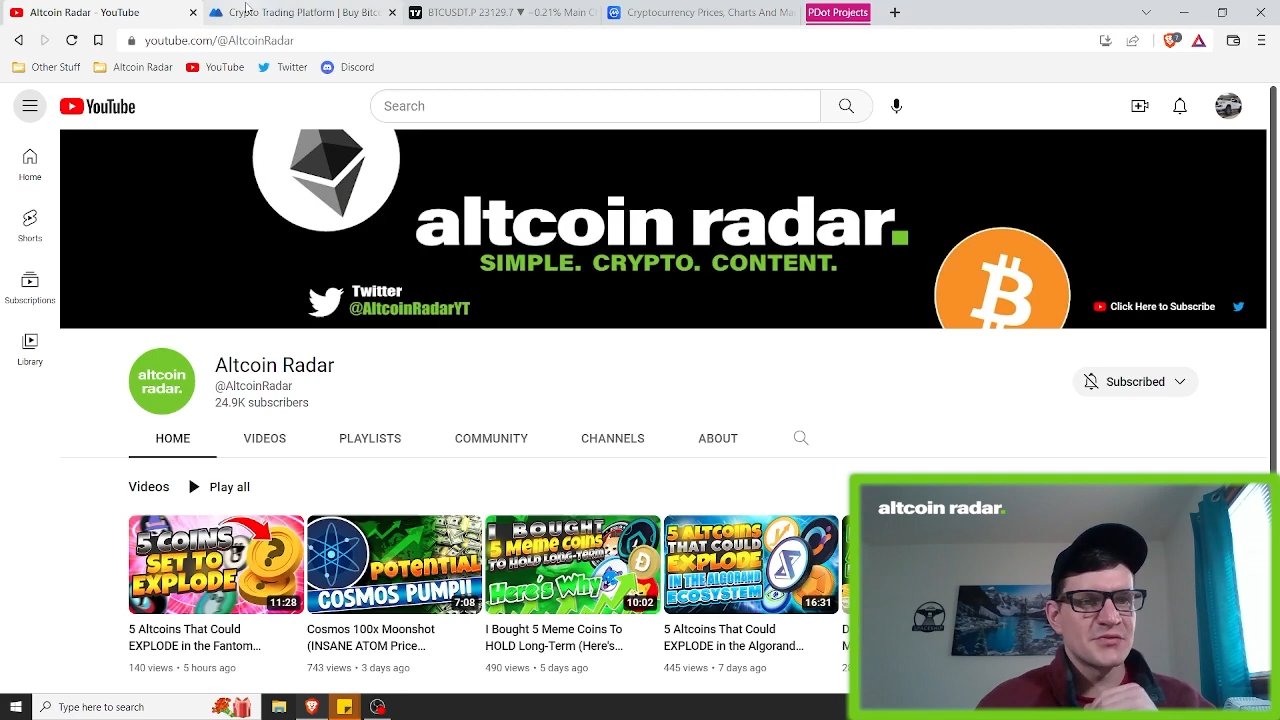 Altcoin Radar - YouTube
Crypto Trading Platform | Buy Bitco
BTCUSDT.P 23129.7 ▼ −0.21% Main C
Cryptocurrency Prices, Charts And Ma
PDot Projects
youtube.com/@AltcoinRadar
7
Other Stuff
Altcoin Radar
YouTube
Twitter
Discord
YouTube
Search
Home
Shorts
Subscriptions
Library
altcoin radar.
SIMPLE. CRYPTO. CONTENT.
Twitter
@AltcoinRadarYT
Click Here to Subscribe
altcoin
radar.
Altcoin Radar
@AltcoinRadar
24.9K subscribers
Subscribed
HOME
VIDEOS
PLAYLISTS
COMMUNITY
CHANNELS
ABOUT
Videos
Play all
5 COINS
SET TO
EXPLODE
?
11:28
POTENTIAL
COSMOS PUMP!!
7:08
I BOUGHT
5 MEME COINS
TO HOLD LONG-TERM
Here's Why
10:02
5 ALTCOINS
THAT COULD
EXPLODE
IN THE ALGORAND
ECOSYSTEM
16:31
5 Altcoins That Could
EXPLODE in the Fantom...
140 views • 5 hours ago
Cosmos 100x Moonshot
(INSANE ATOM Price...
743 views • 3 days ago
I Bought 5 Meme Coins To
HOLD Long-Term (Here's...
490 views • 5 days ago
5 Altcoins That Could
EXPLODE in the Algorand...
445 views • 7 days ago
altcoin radar.
Type here to search